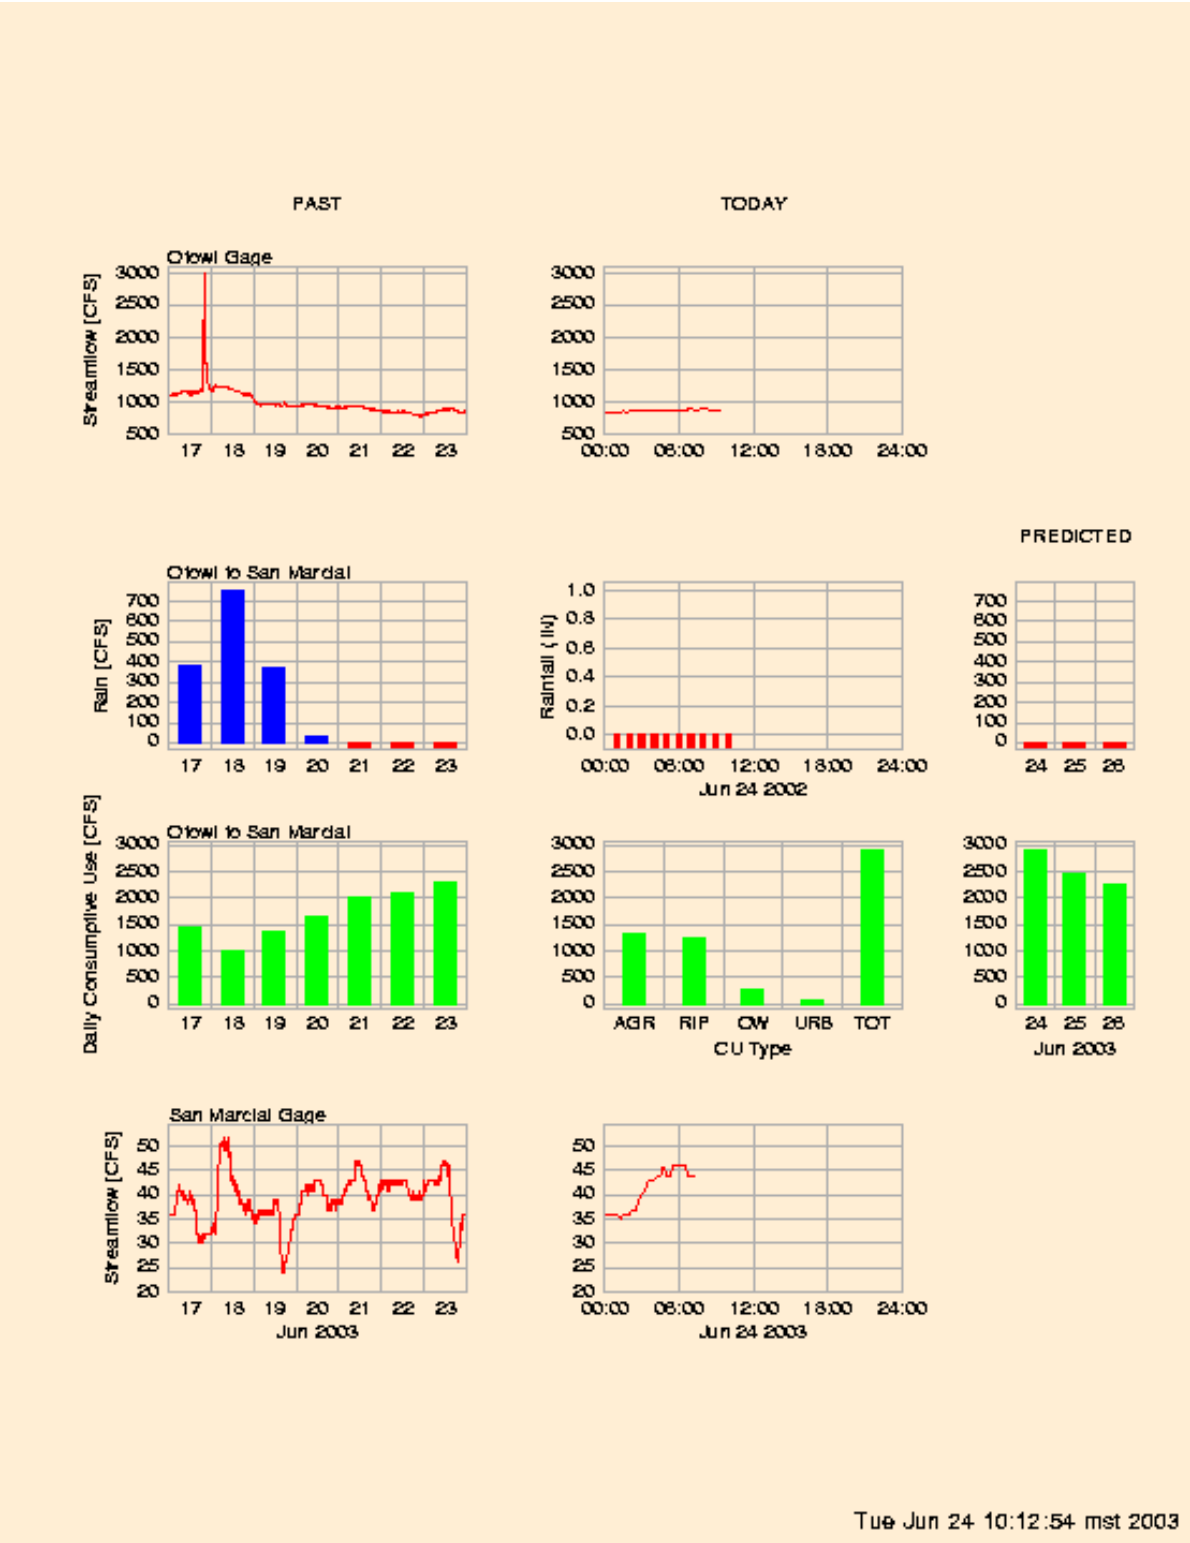 PAST TODAY
Otowi Gage
Streamflow [CFS]
3000
2500
2000
1500
1000
500
17 18 19 20 21 22 23
3000
2500
2000
1500
1000
500
00:00 06:00 12:00 18:00 24:00
PREDICTED
Otowi to San Marcial
Rain [CFS]
700
600
500
400
300
200
100
0
17 18 19 20 21 22 23
Rainfall ( IN)
1.0
0.8
0.6
0.4
0.2
0.0
00:00 06:00 12:00 18:00 24:00
Jun 24 2002
700
600
500
400
300
200
100
0
24 25 26
Otowi to San Marcial
Daily Consumptive Use [CFS]
3000
2500
2000
1500
1000
500
0
17 18 19 20 21 22 23
3000
2500
2000
1500
1000
500
0
AGR RIP OW URB TOT
CU Type
3000
2500
2000
1500
1000
500
0
24 25 26
Jun 2003
San Marcial Gage
Streamflow [CFS]
50
45
40
35
30
25
20
17 18 19 20 21 22 23
Jun 2003
50
45
40
35
30
25
20
00:00 06:00 12:00 18:00 24:00
Jun 24 2003
Tue Jun 24 10:12:54 mst 2003